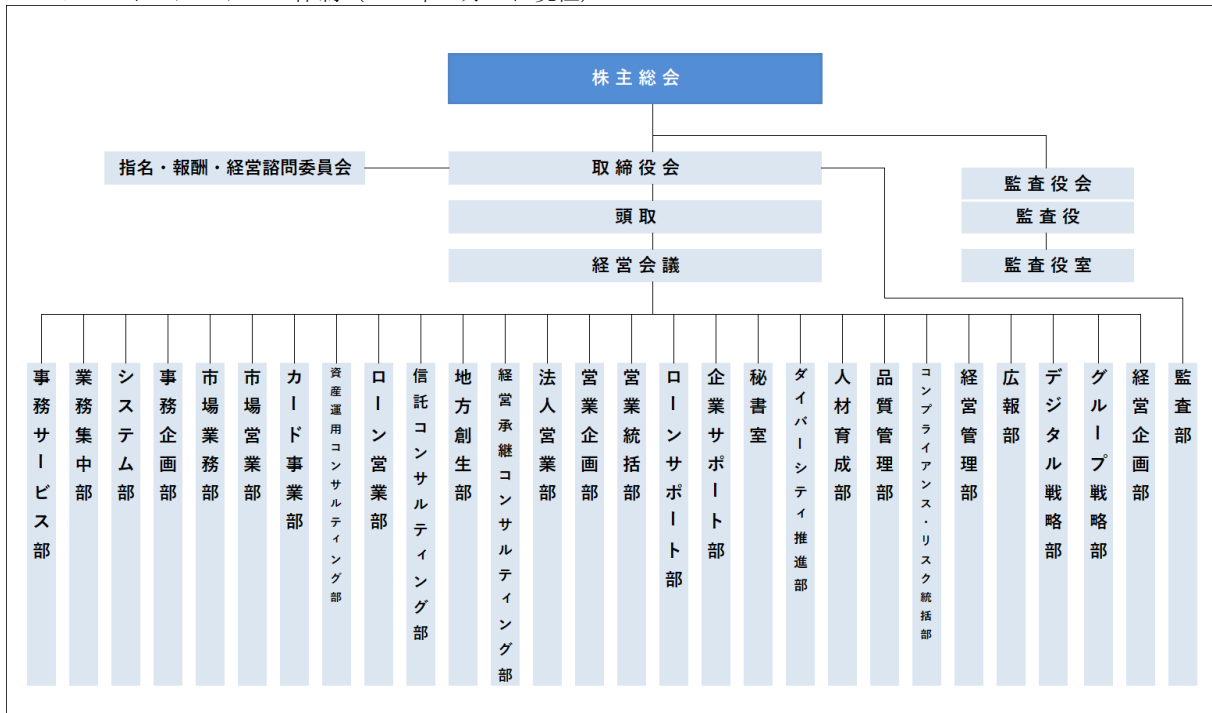 株主総会
指名・報酬・経営諮問委員会
取締役会
監査役会
頭取
監査役
経営会議
監査役室
事務サービス部
業務集中部
システム部
事務企画部
市場業務部
市場営業部
カード事業部
資産運用コンサルティング部
ローン営業部
信託コンサルティング部
地方創生部
経営承継コンサルティング部
法人営業部
営業企画部
営業統括部
ローンサポート部
企業サポート部
秘書室
ダイバーシティ推進部
人材育成部
品質管理部
コンプライアンス・リスク統括部
経営管理部
広報部
デジタル戦略部
グループ戦略部
経営企画部
監査部